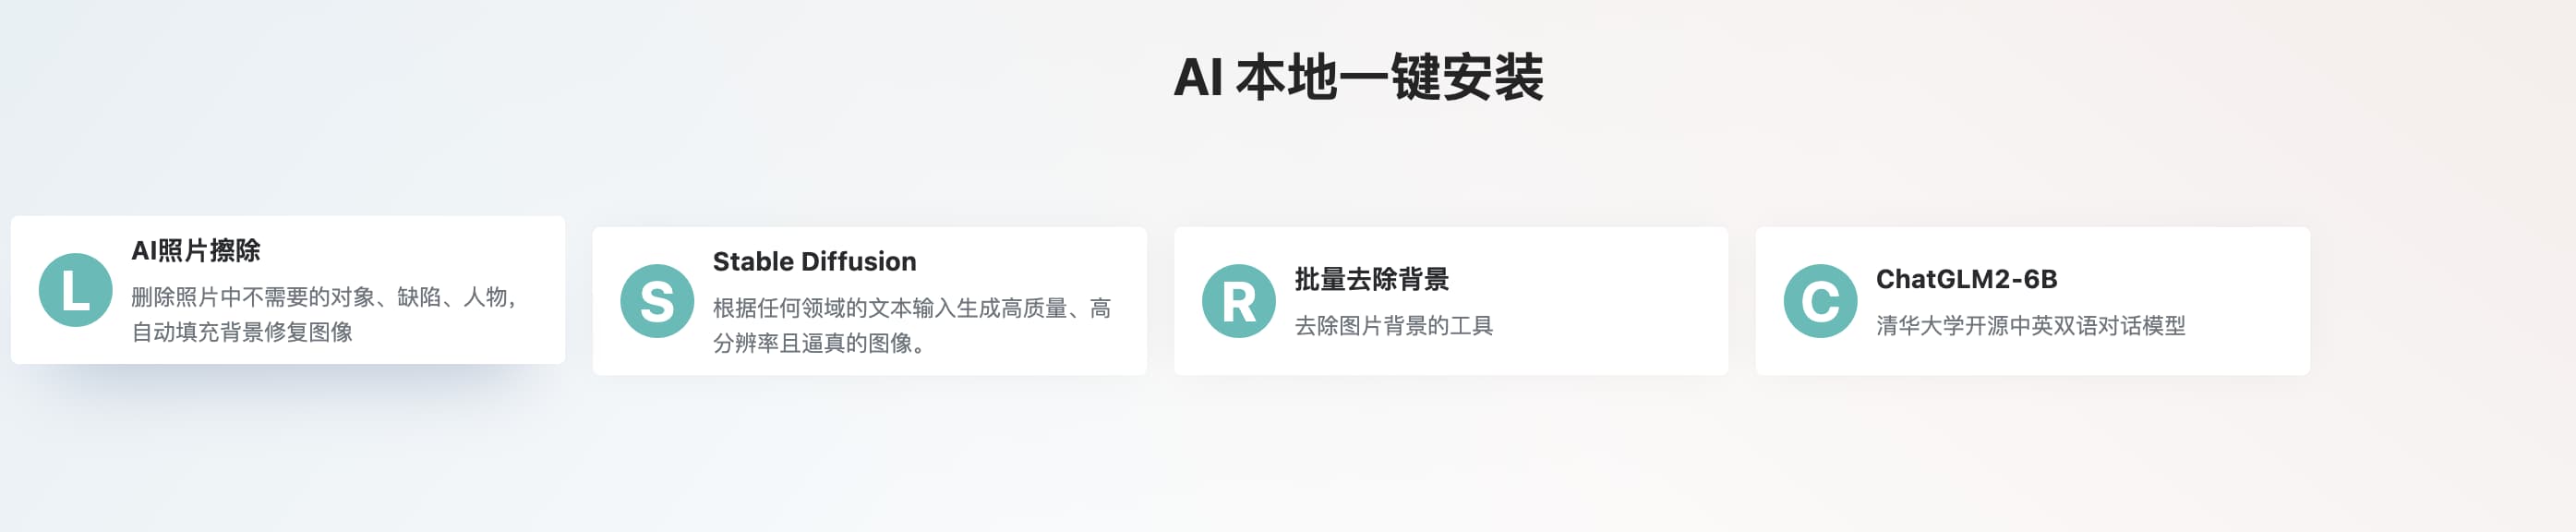 AI 本地一键安装
L
AI照片擦除
删除照片中不需要的对象、缺陷、人物,
自动填充背景修复图像
S
Stable Diffusion
根据任何领域的文本输入生成高质量、高
分辨率且逼真的图像。
R
批量去除背景
去除图片背景的工具
C
ChatGLM2-6B
清华大学开源中英双语对话模型